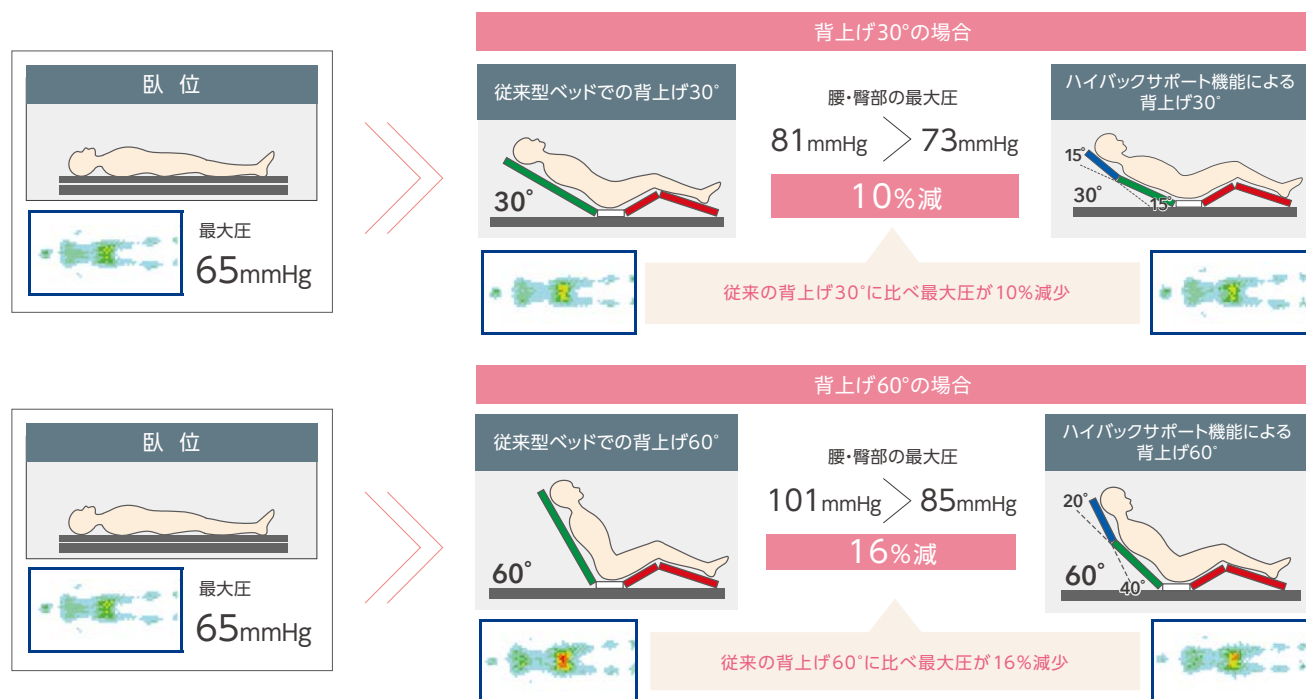 背上げ30°の場合
臥 位
最大圧
65mmHg
従来型ベッドでの背上げ30°
30°
腰・臀部の最大圧
81mmHg > 73mmHg
10%減
ハイバックサポート機能による
背上げ30°
15°
30°
15°
従来の背上げ30°に比べ最大圧が10%減少
背上げ60°の場合
臥 位
最大圧
65mmHg
従来型ベッドでの背上げ60°
60°
腰・臀部の最大圧
101mmHg > 85mmHg
16%減
ハイバックサポート機能による
背上げ60°
20°
60°
40°
従来の背上げ60°に比べ最大圧が16%減少